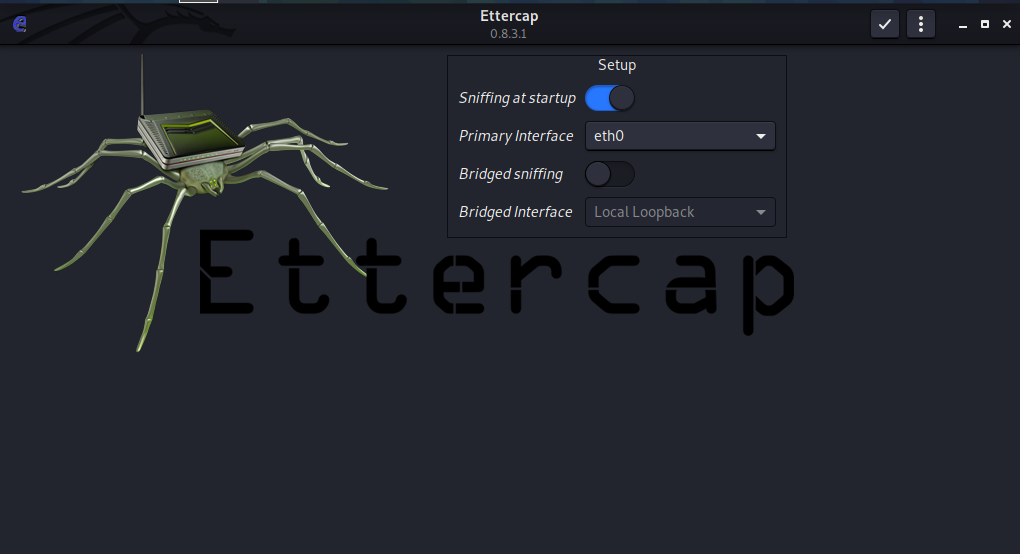 Ettercap
0.8.3.1
Setup
Sniffing at startup
Primary Interface eth0
Bridged sniffing
Bridged Interface Local Loopback
Ettercap